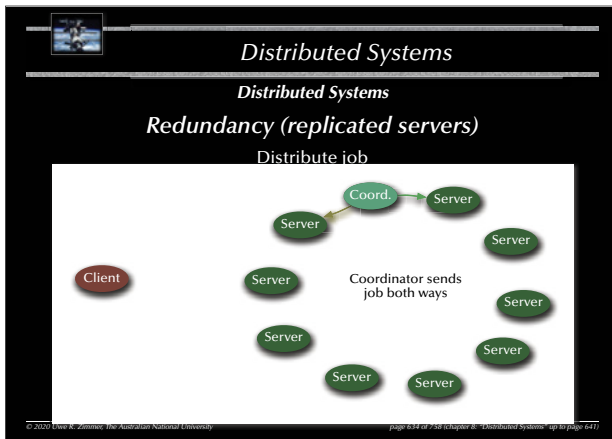 Distributed Systems
Distributed Systems
Redundancy (replicated servers)
Distribute job
Coord.
Server
Server
Server
Client
Server
Coordinator sends
job both ways
Server
Server
Server
Server
Server
© 2020 Uwe R. Zimmer, The Australian National University
page 634 of 758 (chapter 8: "Distributed Systems" up to page 641)